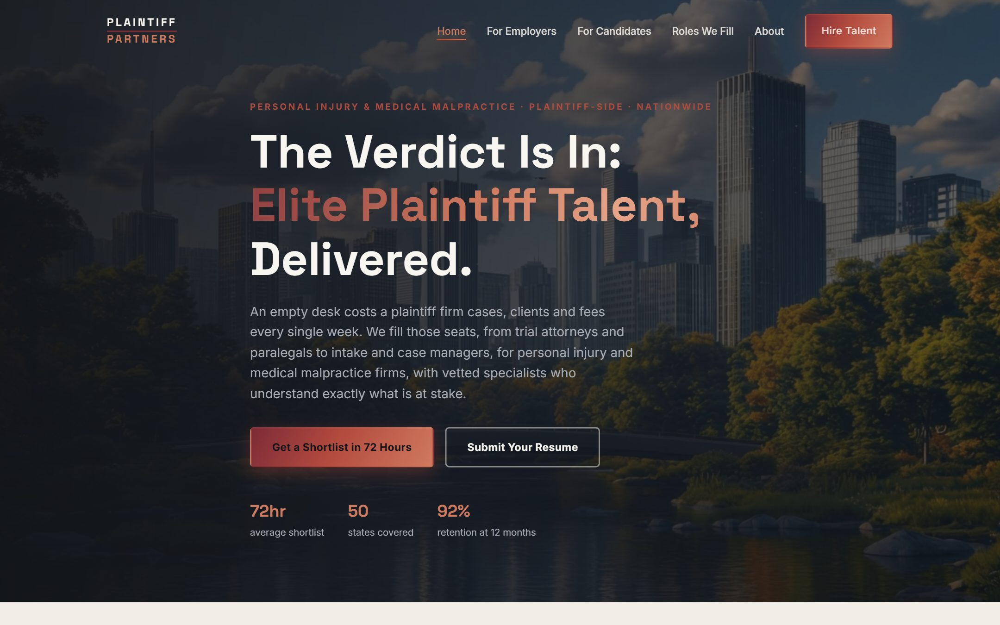 PLAINTIFF
PARTNERS
Home
For Employers
For Candidates
Roles We Fill
About
Hire Talent
PERSONAL INJURY & MEDICAL MALPRACTICE · PLAINTIFF-SIDE · NATIONWIDE
The Verdict Is In:
Elite Plaintiff Talent,
Delivered.
An empty desk costs a plaintiff firm cases, clients and fees
every single week. We fill those seats, from trial attorneys and
paralegals to intake and case managers, for personal injury and
medical malpractice firms, with vetted specialists who
understand exactly what is at stake.
Get a Shortlist in 72 Hours
Submit Your Resume
72hr
average shortlist
50
states covered
92%
retention at 12 months